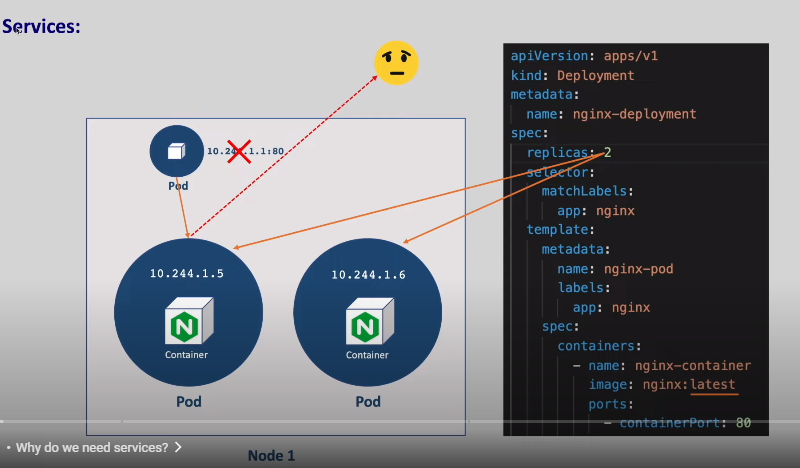 Services:
10.244.1.1:80
Pod
10.244.1.5
Container
Pod
10.244.1.6
Container
Pod
Node 1
apiVersion: apps/v1
kind: Deployment
metadata:
name: nginx-deployment
spec:
replicas: 2
selector:
matchLabels:
app: nginx
template:
metadata:
name: nginx-pod
labels:
app: nginx
spec:
containers:
- name: nginx-container
image: nginx:latest
ports:
- containerPort: 80
• Why do we need services? >